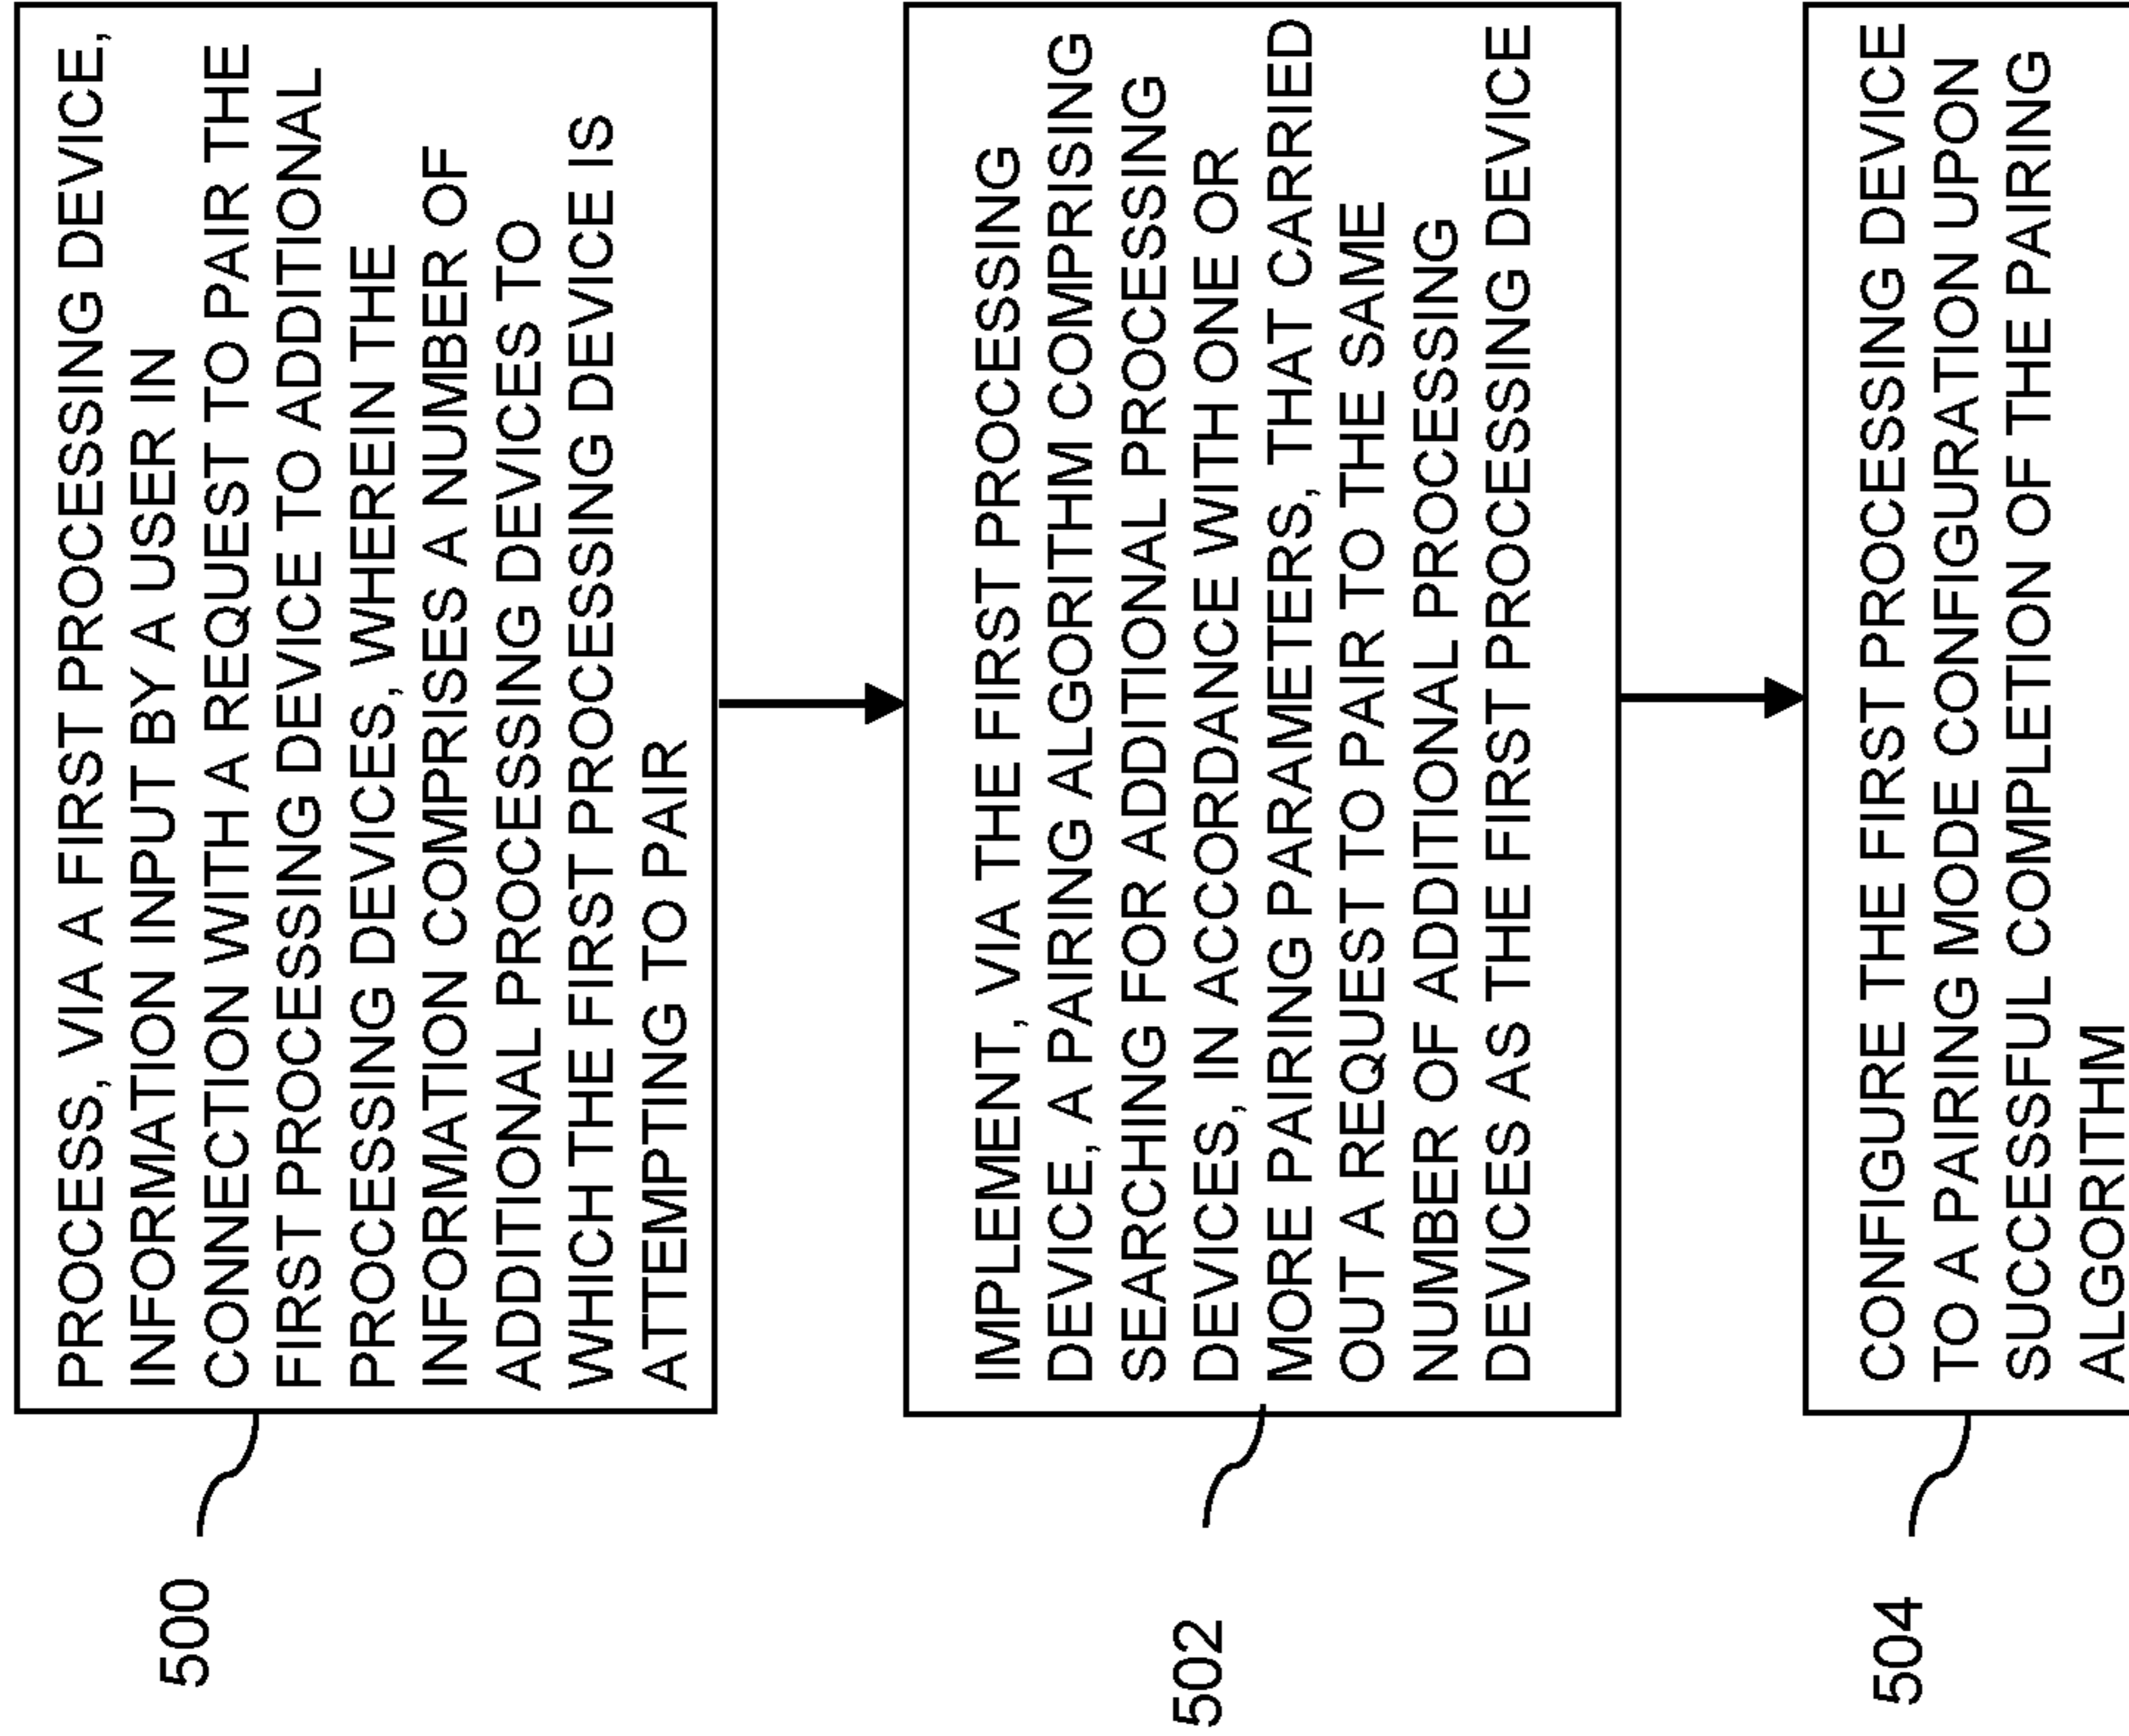 500
PROCESS, VIA A FIRST PROCESSING DEVICE,
INFORMATION INPUT BY A USER IN
CONNECTION WITH A REQUEST TO PAIR THE
FIRST PROCESSING DEVICE TO ADDITIONAL
PROCESSING DEVICES, WHEREIN THE
INFORMATION COMPRISES A NUMBER OF
ADDITIONAL PROCESSING DEVICES TO
WHICH THE FIRST PROCESSING DEVICE IS
ATTEMPTING TO PAIR
502
IMPLEMENT, VIA THE FIRST PROCESSING
DEVICE, A PAIRING ALGORITHM COMPRISING
SEARCHING FOR ADDITIONAL PROCESSING
DEVICES, IN ACCORDANCE WITH ONE OR
MORE PAIRING PARAMETERS, THAT CARRIED
OUT A REQUEST TO PAIR TO THE SAME
NUMBER OF ADDITIONAL PROCESSING
DEVICES AS THE FIRST PROCESSING DEVICE
504
CONFIGURE THE FIRST PROCESSING DEVICE
TO A PAIRING MODE CONFIGURATION UPON
SUCCESSFUL COMPLETION OF THE PAIRING
ALGORITHM